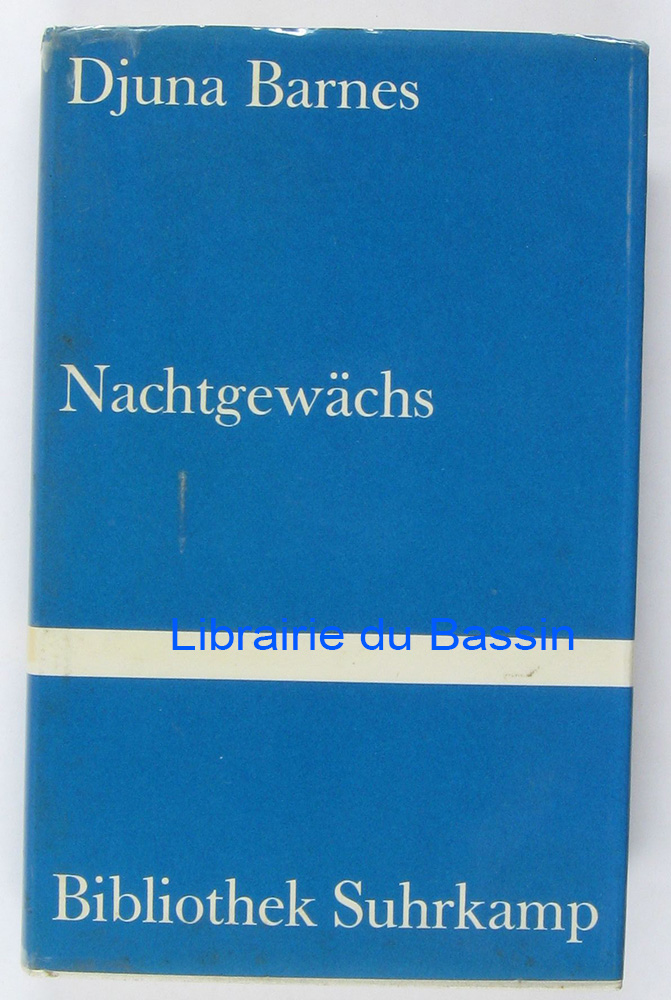 Djuna Barnes
Nachtgewächs
Librairie du Bassin
Bibliothek Suhrkamp